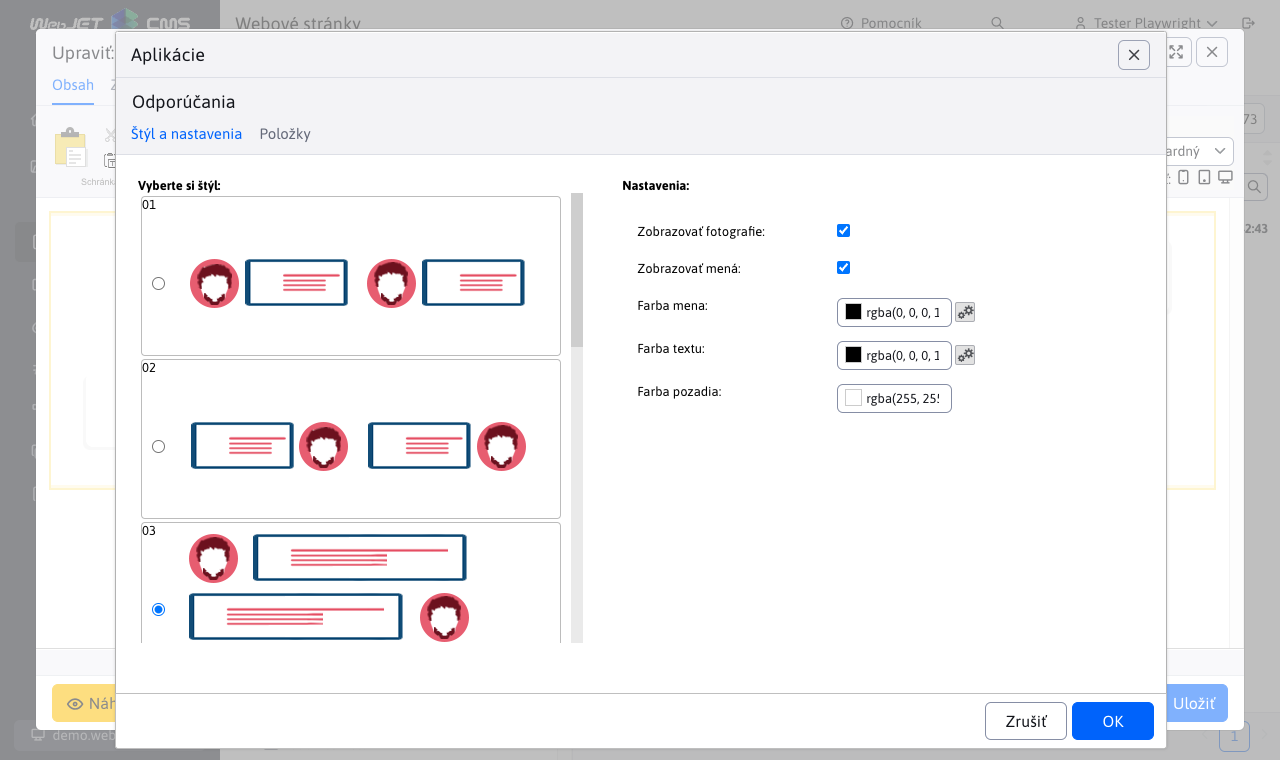 WebJET CMS
Webové stránky
Pomocník
Tester Playwright
Upraviť:
Aplikácie
Obsah
Odporúčania
Štýl a nastavenia
Položky
73
ardný
Schránka
Vyberte si štýl:
Nastavenia:
01
Zobrazovať fotografie:
2:43
Zobrazovať mená:
Farba mena:
rgba(0, 0, 0, 1
Farba textu:
rgba(0, 0, 0, 1
02
Farba pozadia:
rgba(255, 25
03
Náh
Uložiť
Zrušiť
OK
demo.web
1